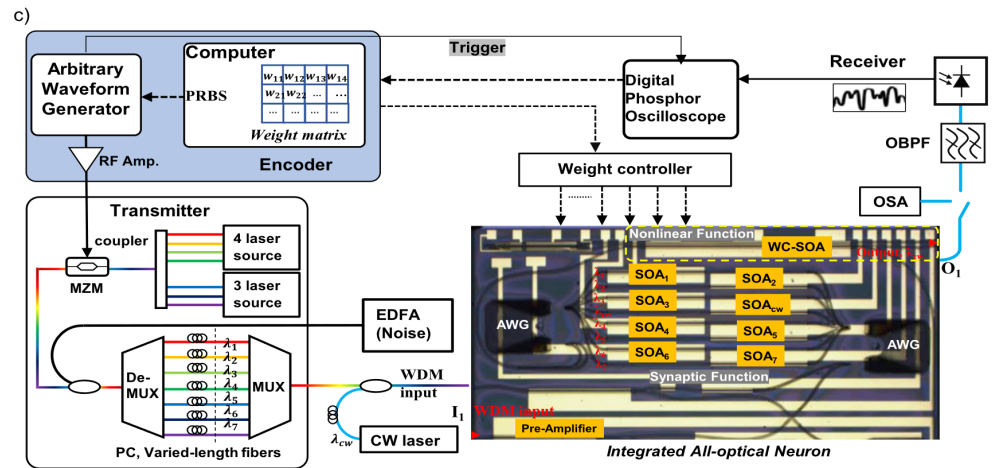 c)
Arbitrary
Waveform
Generator
RF Amp.
PRBS
Computer
w11 w12 w13 w14
w21 w22 ... ...
... ... ...
Weight matrix
Encoder
Trigger
Digital
Phosphor
Oscilloscope
Receiver
OBPF
OSA
Weight controller
Transmitter
coupler
MZM
4 laser
source
3 laser
source
EDFA
(Noise)
De-
MUX
λ1
λ2
λ3
λ4
λ5
λ6
λ7
MUX
PC, Varied-length fibers
WDM
input
λcw
CW laser
I1
O1
Nonlinear Function
WC-SOA
Output λcw
AWG
SOA1
SOA2
SOA3
SOAcw
SOA4
SOA5
SOA6
SOA7
AWG
Synaptic Function
WDM input
Pre-Amplifier
Integrated All-optical Neuron